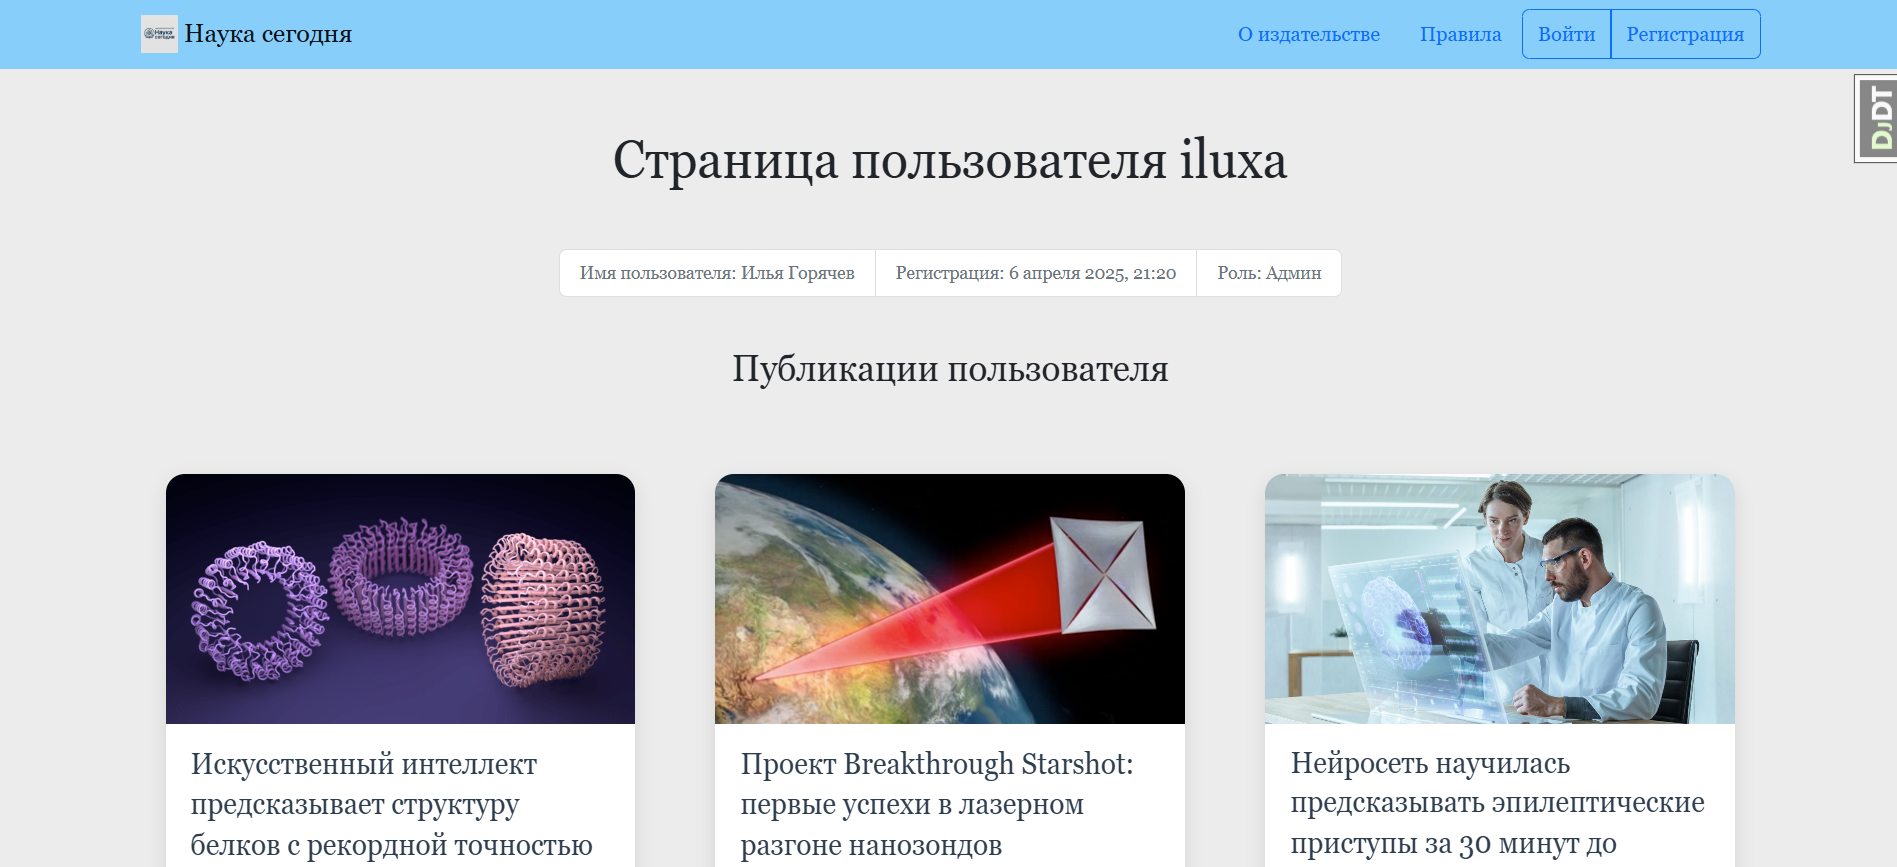 Наука сегодня
Наука сегодня
О издательстве
Правила
Войти
Регистрация
DJDT
Страница пользователя iluxa
Имя пользователя: Илья Горячев
Регистрация: 6 апреля 2025, 21:20
Роль: Админ
Публикации пользователя
Искусственный интеллект
предсказывает структуру
белков с рекордной точностью
Проект Breakthrough Starshot:
первые успехи в лазерном
разгоне нанозондов
Нейросеть научилась
предсказывать эпилептические
приступы за 30 минут до